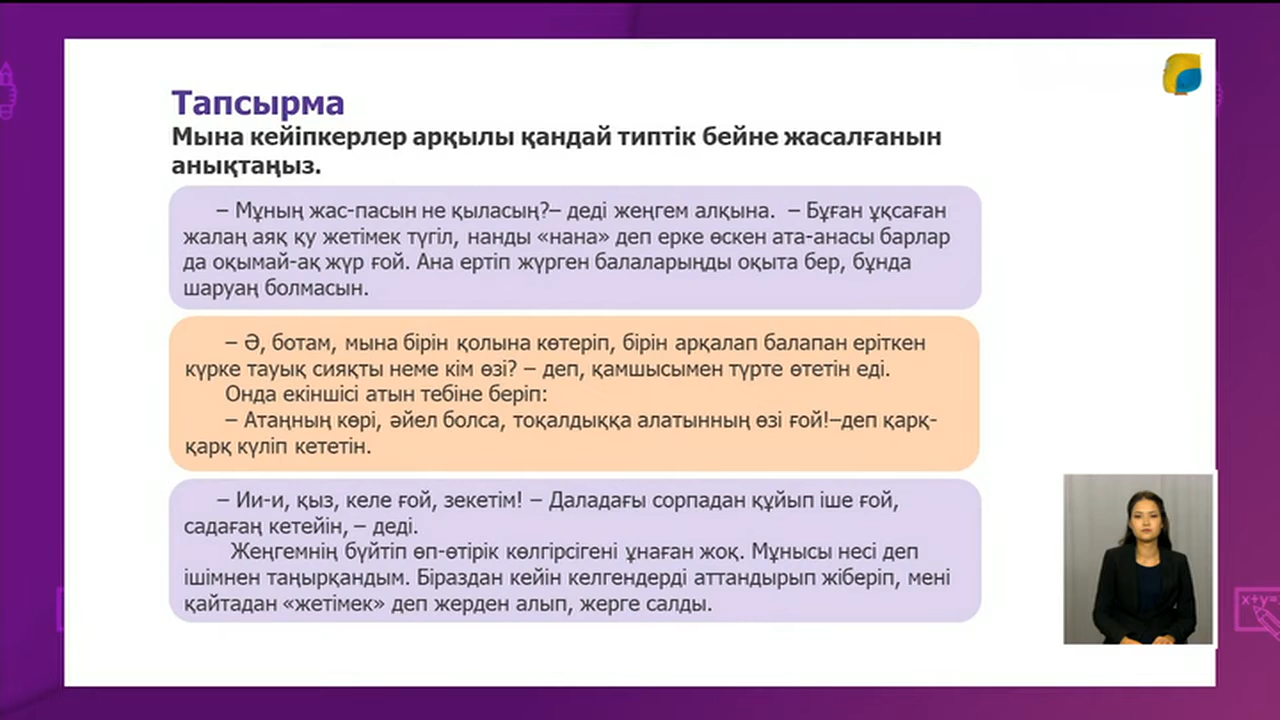 Тапсырма
Мына кейіпкерлер арқылы қандай типтік бейне жасалғанын
анықтаңыз.
– Мұның жас-пасын не қыласың?– деді жеңгем алқына. – Бұған ұқсаған
жалаң аяқ қу жетімек түгіл, нанды «нана» деп ерке өскен ата-анасы барлар
да оқымай-ақ жүр ғой. Ана ертіп жүрген балаларыңды оқыта бер, бұнда
шаруаң болмасын.
– Ә, ботам, мына бірін қолына көтеріп, бірін арқалап балапан еріткен
күрке тауық сияқты неме кім өзі? – деп, қамшысымен түрте өтетін еді.
Онда екіншісі атын тебіне беріп:
– Атаңның көрі, әйел болса, тоқалдыққа алатынның өзі ғой!–деп қарқ-
қарқ күліп кететін.
– Ии-и, қыз, келе ғой, зекетім! – Даладағы сорпадан құйып іше ғой,
садағаң кетейін, – деді.
Жеңгемнің бүйтіп өп-өтірік көлгірсігені ұнаған жоқ. Мұнысы несі деп
ішімнен таңырқандым. Біраздан кейін келгендерді аттандырып жіберіп, мені
қайтадан «жетімек» деп жерден алып, жерге салды.
x+y=